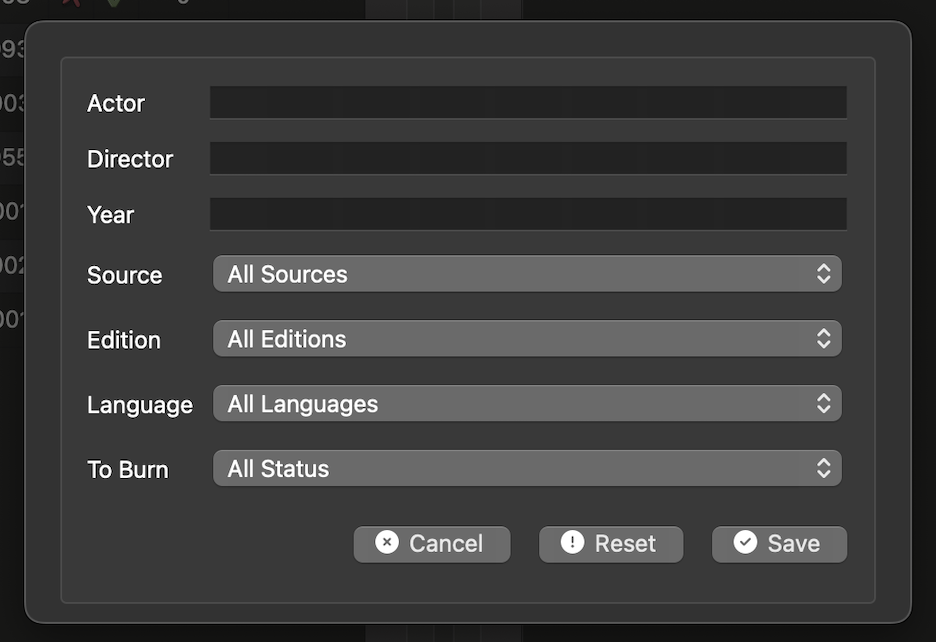 Actor
Director
Year
Source All Sources
Edition All Editions
Language All Languages
To Burn All Status
Cancel Reset Save